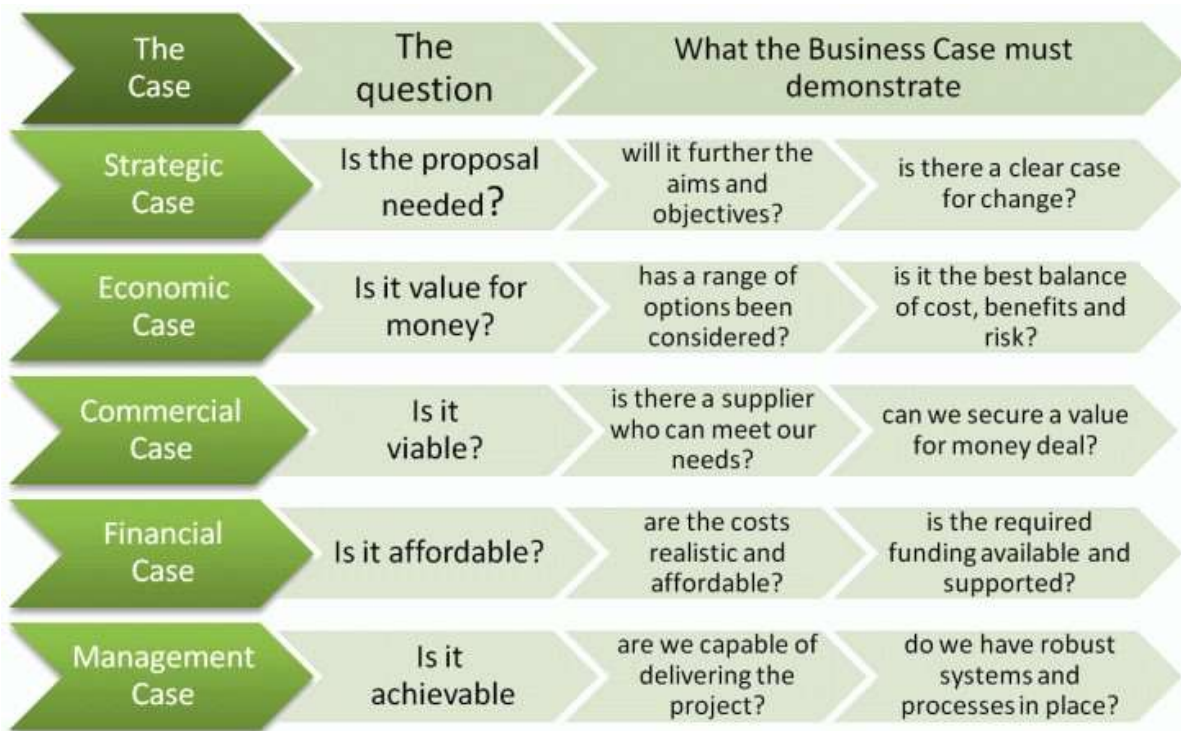 The
Case
The
question
What the Business Case must
demonstrate
Strategic
Case
Is the proposal
needed?
will it further the
aims and
objectives?
is there a clear case
for change?
Economic
Case
Is it value for
money?
has a range of
options been
considered?
is it the best balance
of cost, benefits and
risk?
Commercial
Case
Is it
viable?
is there a supplier
who can meet our
needs?
can we secure a value
for money deal?
Financial
Case
Is it affordable?
are the costs
realistic and
affordable?
is the required
funding available and
supported?
Management
Case
Is it
achievable
are we capable of
delivering the
project?
do we have robust
systems and
processes in place?